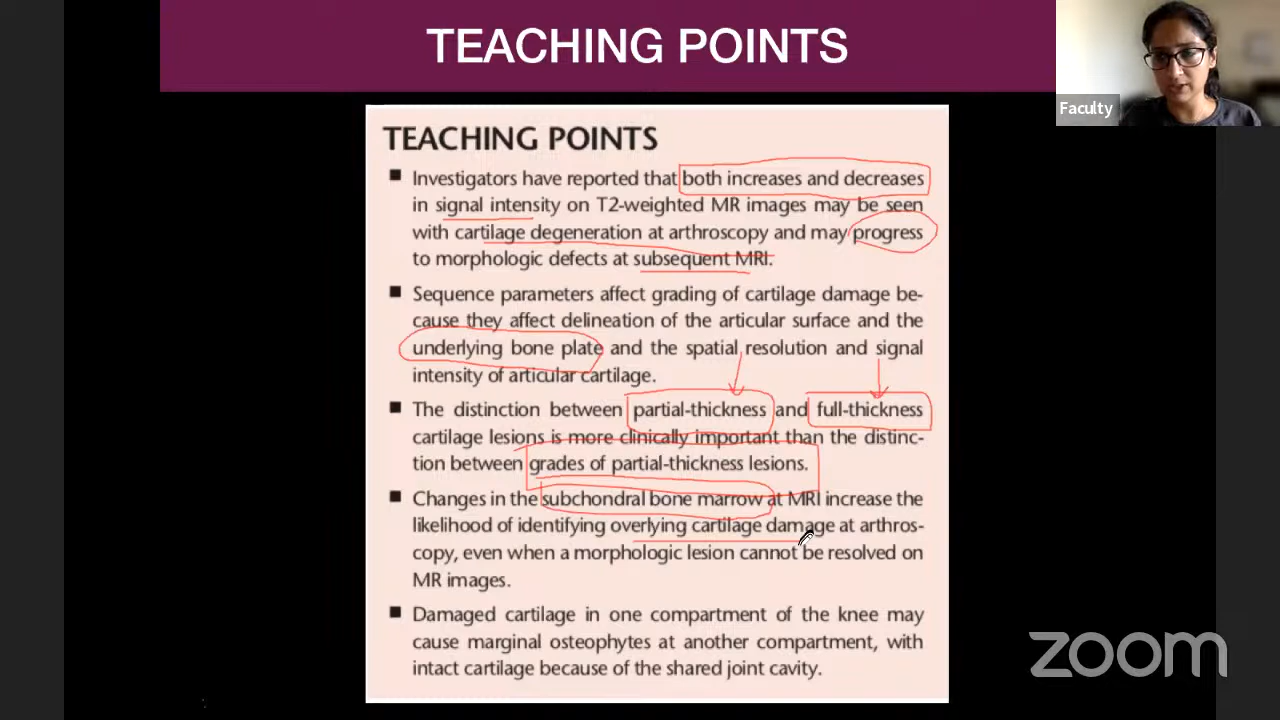 TEACHING POINTS
Faculty
TEACHING POINTS
■ Investigators have reported that both increases and decreases
in signal intensity on T2-weighted MR images may be seen
with cartilage degeneration at arthroscopy and may progress
to morphologic defects at subsequent MRI.
■ Sequence parameters affect grading of cartilage damage be-
cause they affect delineation of the articular surface and the
underlying bone plate and the spatial resolution and signal
intensity of articular cartilage.
■ The distinction between partial-thickness and full-thickness
cartilage lesions is more clinically important than the distinc-
tion between grades of partial-thickness lesions.
■ Changes in the subchondral bone marrow at MRI increase the
likelihood of identifying overlying cartilage damage at arthros-
copy, even when a morphologic lesion cannot be resolved on
MR images.
■ Damaged cartilage in one compartment of the knee may
cause marginal osteophytes at another compartment, with
intact cartilage because of the shared joint cavity.
zoom